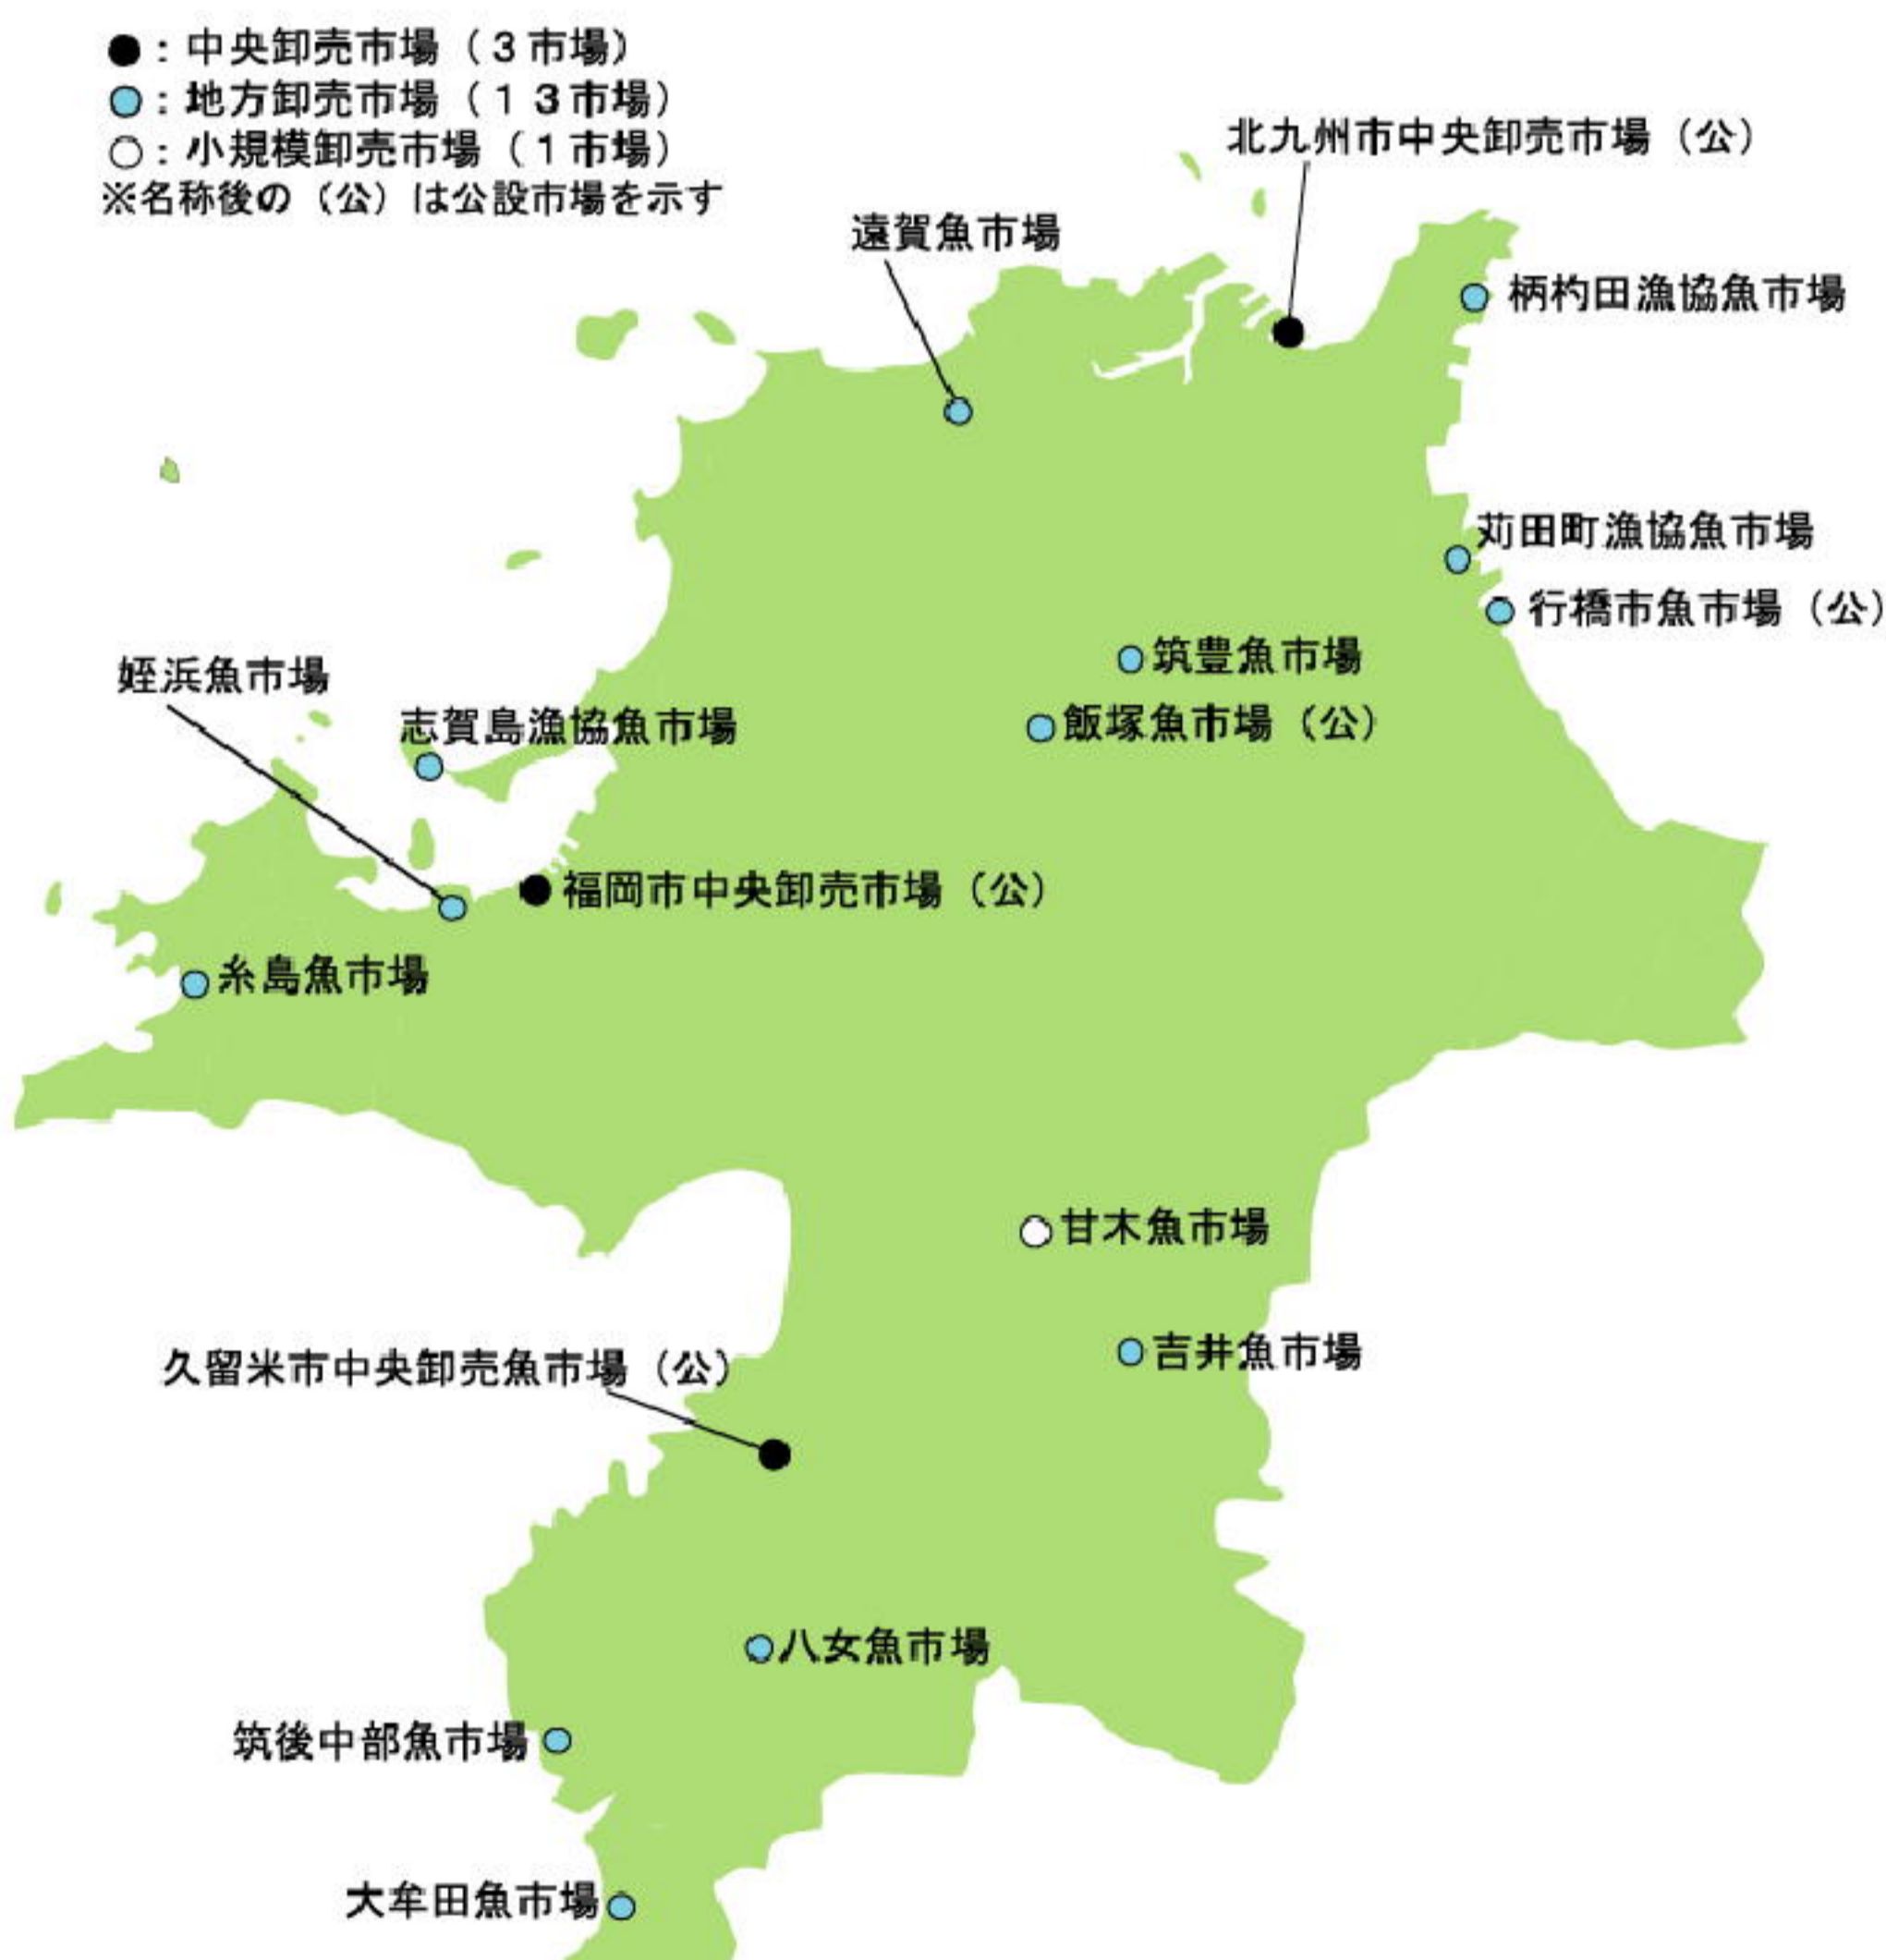 ●：中央卸売市場（３市場）
○：地方卸売市場（１３市場）
○：小規模卸売市場（１市場）
※名称後の（公）は公設市場を示す
北九州市中央卸売市場（公）
遠賀魚市場
柄杓田漁協魚市場
苅田町漁協魚市場
行橋市魚市場（公）
筑豊魚市場
姪浜魚市場
志賀島漁協魚市場
飯塚魚市場（公）
福岡市中央卸売市場（公）
糸島魚市場
甘木魚市場
吉井魚市場
久留米市中央卸売魚市場（公）
八女魚市場
筑後中部魚市場
大牟田魚市場